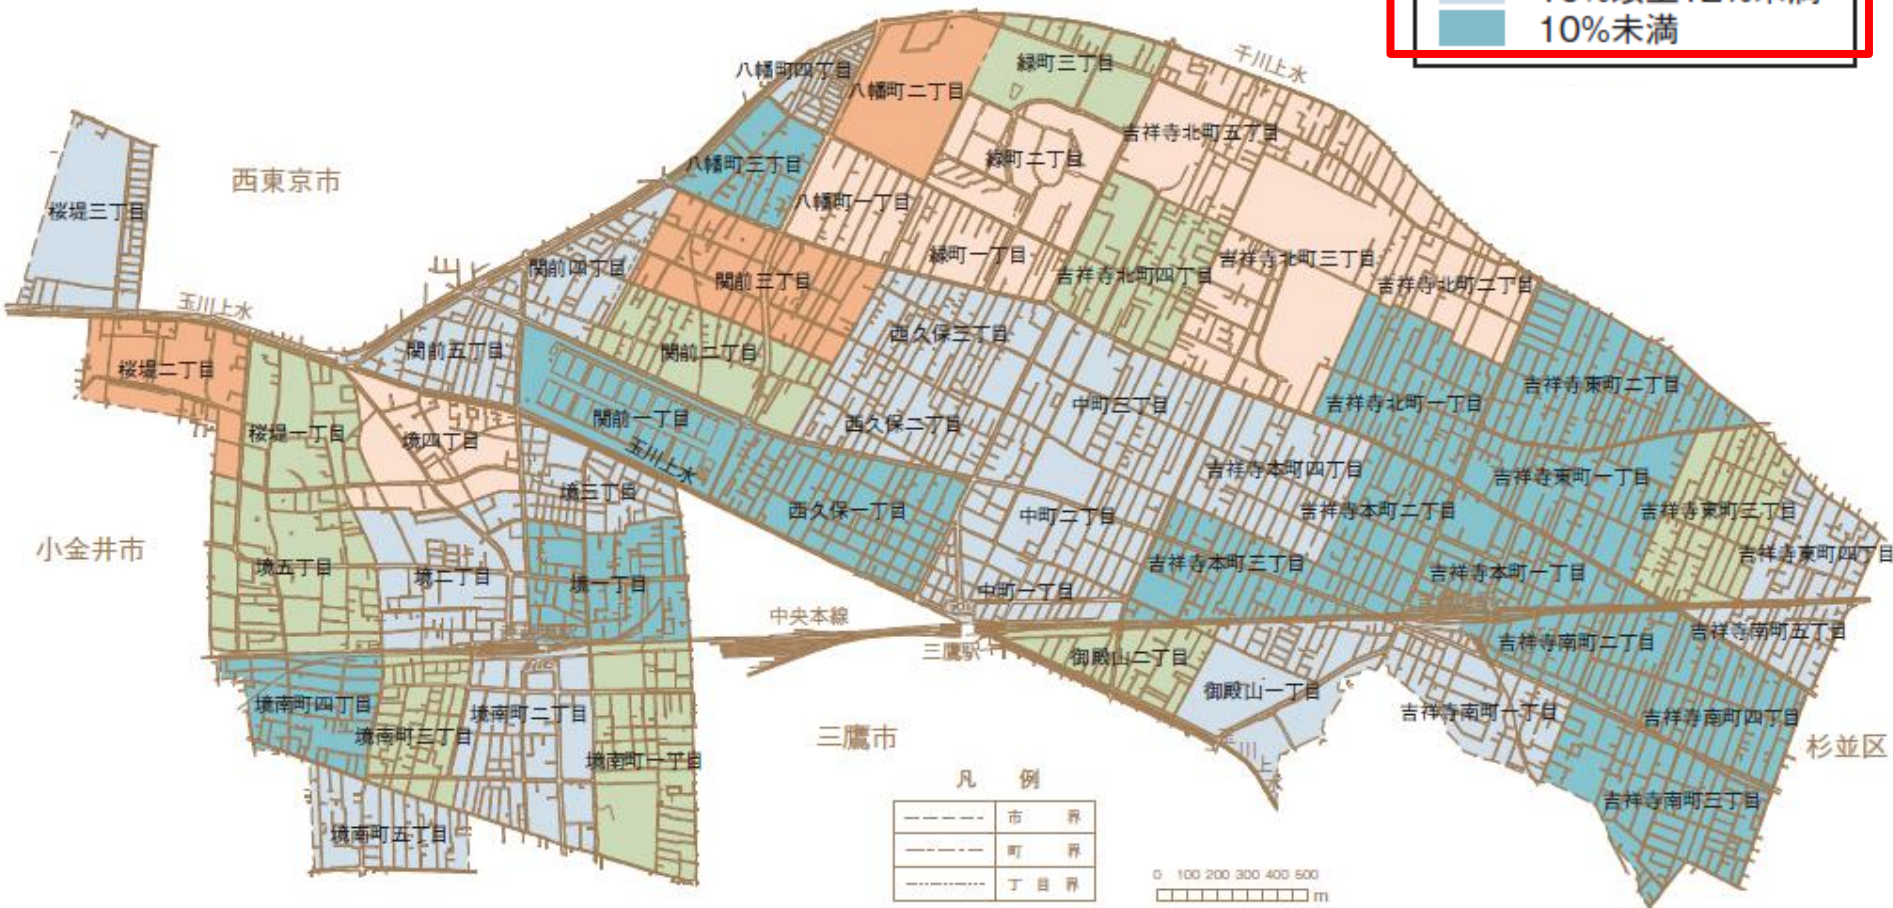 10%未満
千川上水
八幡町四丁目
八幡町二丁目
緑町三丁目
吉祥寺北町五丁目
緑町二丁目
八幡町三丁目
西東京市
八幡町一丁目
桜堤三丁目
緑町一丁目
吉祥寺北町三丁目
関前四丁目
関前三丁目
吉祥寺北町四丁目
吉祥寺北町二丁目
玉川上水
西久保三丁目
関前五丁目
関前二丁目
桜堤二丁目
吉祥寺東町二丁目
中町三丁目
吉祥寺北町一丁目
関前一丁目
西久保二丁目
桜堤一丁目
境四丁目
玉川上水
吉祥寺本町四丁目
吉祥寺東町一丁目
境三丁目
西久保一丁目
中町二丁目
吉祥寺本町二丁目
吉祥寺東町三丁目
小金井市
吉祥寺東町四丁目
境五丁目
境二丁目
境一丁目
吉祥寺本町三丁目
吉祥寺本町一丁目
中町一丁目
中央本線
三鷹駅
御殿山二丁目
吉祥寺南町二丁目
吉祥寺南町五丁目
御殿山一丁目
境南町四丁目
境南町二丁目
吉祥寺南町一丁目
吉祥寺南町四丁目
境南町三丁目
三鷹市
杉並区
境南町一丁目
凡 例
吉祥寺南町三丁目
市 界
境南町五丁目
町 界
丁目界
0 100 200 300 400 500
m